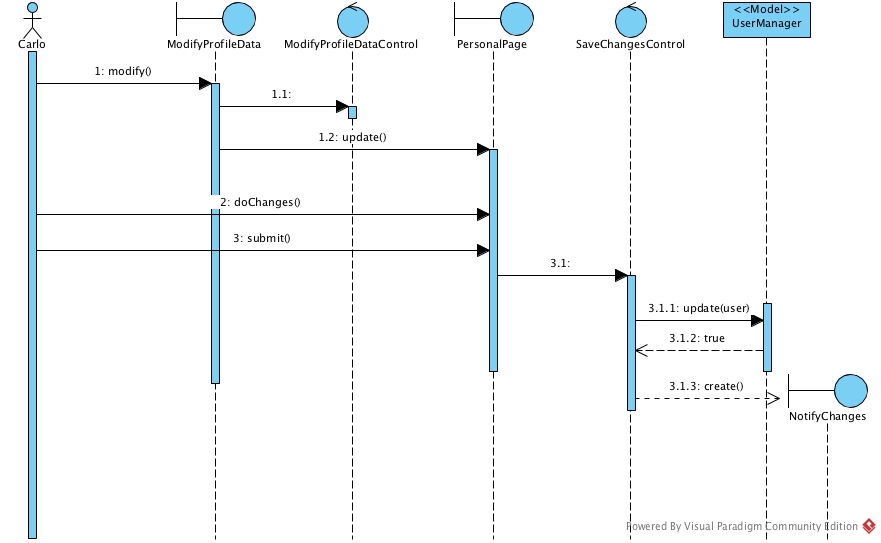 <<Model>>
UserManager
Carlo
ModifyProfileData
ModifyProfileDataControl
PersonalPage
SaveChangesControl
1: modify()
1.1:
1.2: update()
2: doChanges()
3: submit()
3.1:
3.1.1: update(user)
3.1.2: true
3.1.3: create()
NotifyChanges
Powered By Visual Paradigm Community Edition